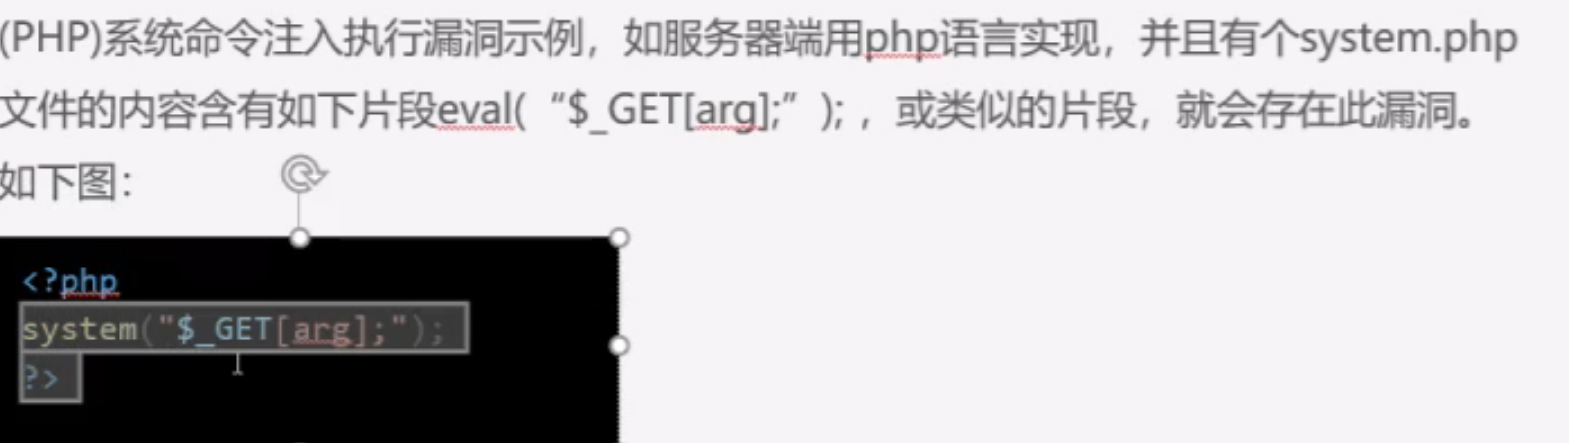 (PHP)系统命令注入执行漏洞示例，如服务器端用php语言实现，并且有个system.php
文件的内容含有如下片段eval(“$_GET[arg];”); ，或类似的片段，就会存在此漏洞。
如下图：
<?php
system("$_GET[arg];");
?>